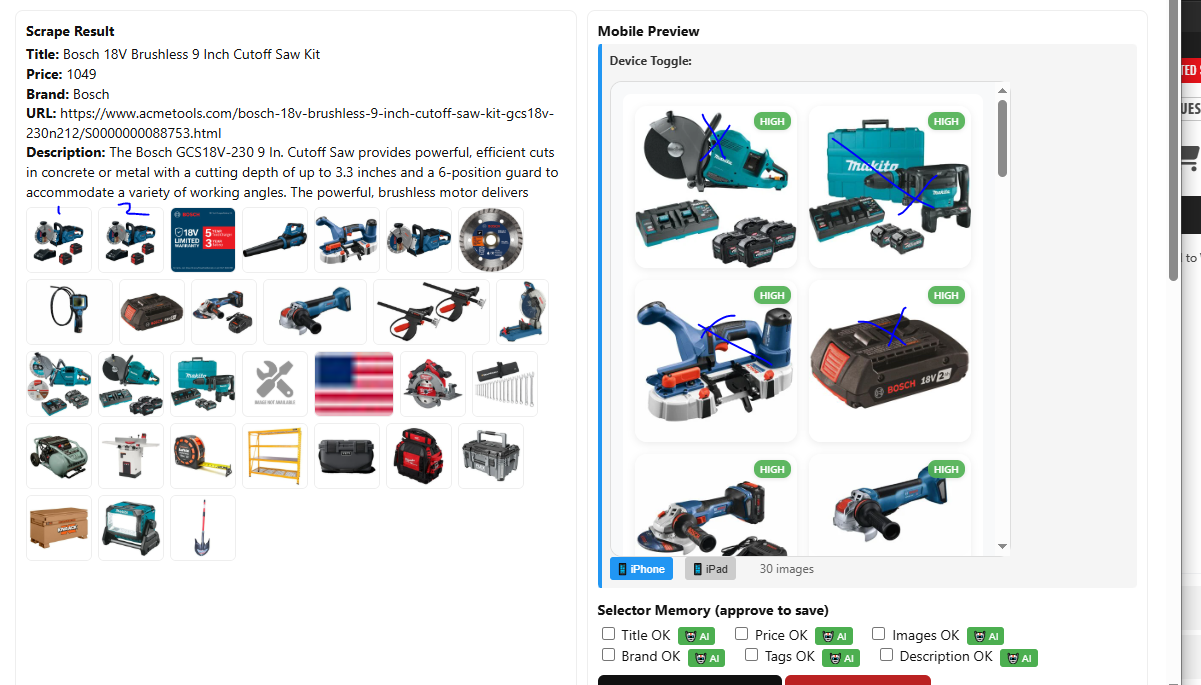 Scrape Result
Title: Bosch 18V Brushless 9 Inch Cutoff Saw Kit
Price: 1049
Brand: Bosch
URL: https://www.acmetools.com/bosch-18v-brushless-9-inch-cutoff-saw-kit-gcs18v-
230n212/S0000000088753.html
Description: The Bosch GCS18V-230 9 In. Cutoff Saw provides powerful, efficient cuts
in concrete or metal with a cutting depth of up to 3.3 inches and a 6-position guard to
accommodate a variety of working angles. The powerful, brushless motor delivers
1 2
BOSCH
18V
LIMITED
WARRANTY
5 YEAR
3 YEAR
IMAGE NOT AVAILABLE
Mobile Preview
Device Toggle:
HIGH
HIGH
makita
HIGH
HIGH
BOSCH 18V 2
HIGH
HIGH
iPhone
iPad
30 images
Selector Memory (approve to save)
Title OK AI Price OK AI Images OK AI
Brand OK AI Tags OK AI Description OK AI
TED
UES
to